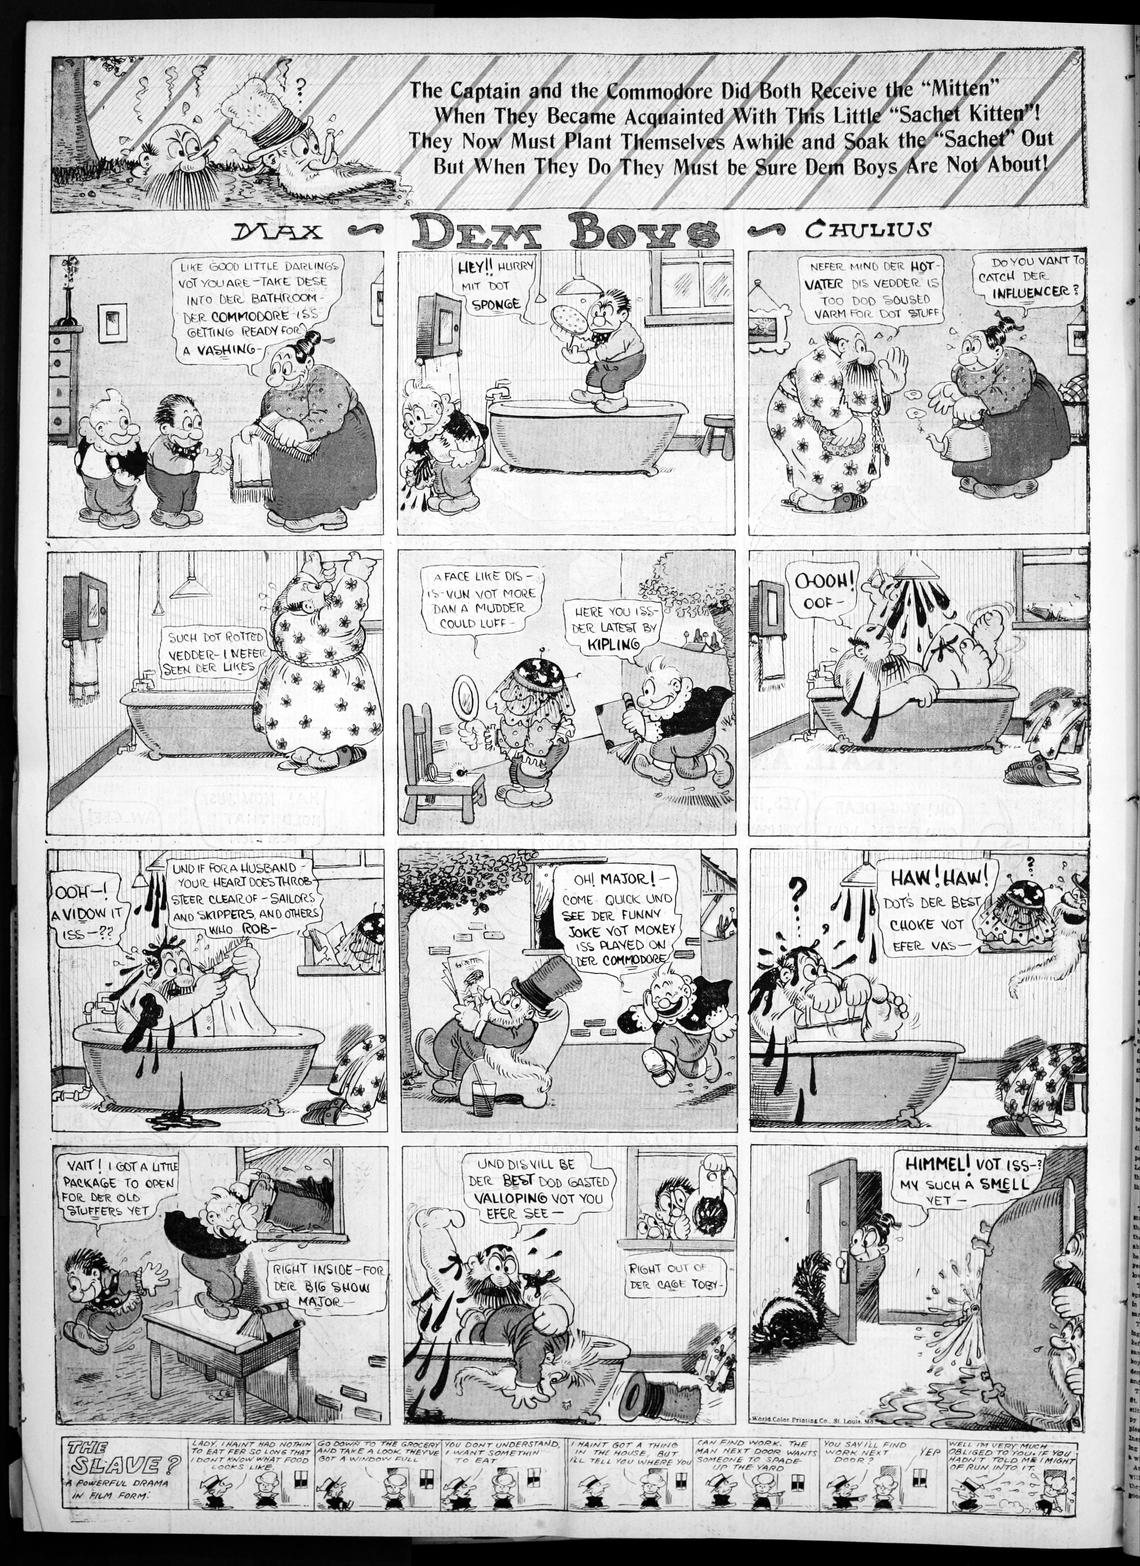 The Captain and the Commodore Did Both Receive the "Mitten"
When They Became Acquainted With This Little "Sachet Kitten"!
They Now Must Plant Themselves Awhile and Soak the "Sachet" Out
But When They Do They Must be Sure Dem Boys Are Not About!
MAX ~ DEM BOYS ~ CHULIUS
LIKE GOOD LITTLE DARLINGS
VOT YOU ARE - TAKE DESE
INTO DER BATHROOM -
DER COMMODORE ISS
GETTING READY FOR
A VASHING -
HEY!! HURRY
MIT DOT
SPONGE
NEFER MIND DER HOT-
VATER DIS VEDDER IS
TOO DOD SOUSED
VARM FOR DOT STUFF
DO YOU VANT TO
CATCH DER
INFLUENCER?
SUCH DOT ROTTED
VEDDER - I NEFER
SEEN DER LIKES
A FACE LIKE DIS -
IS - VUN VOT MORE
DAN A MUDDER
COULD LUFF -
HERE YOU ISS -
DER LATEST BY
KIPLING
O-OOH!
OOF -
OOH -!
A VIDOW IT
ISS -??
UND IF FOR A HUSBAND -
YOUR HEART DOES THROB
STEER CLEAR OF - SAILORS
AND SKIPPERS, AND OTHERS
WHO ROB -
OH! MAJOR! -
COME QUICK UND
SEE DER FUNNY
JOKE VOT MOXEY
ISS PLAYED ON
DER COMMODORE
?
?
HAW! HAW!
DOT'S DER BEST
CHOKE VOT
EFER VAS -
VAIT! I GOT A LITTLE
PACKAGE TO OPEN
FOR DER OLD
STUFFERS YET
RIGHT INSIDE - FOR
DER BIG SHOW
MAJOR -
UND DIS VILL BE
DER BEST DOD GASTED
VALLOPING VOT YOU
EFER SEE -
RIGHT OUT OF
DER CAGE TOBY -
HIMMEL! VOT ISS -?
MY SUCH A SMELL
YET -
World Color Printing Co., St. Louis, Mo.
THE
SLAVE?
A POWERFUL DRAMA
IN FILM FORM.
LADY, I HAINT HAD NOTHIN
TO EAT FER SO LONG THAT
I DON'T KNOW WHAT FOOD
LOOKS LIKE.
GO DOWN TO THE GROCERY
AND TAKE A LOOK, THEY'VE
GOT A WINDOW FULL
YOU DON'T UNDERSTAND,
I WANT SOMETHIN
TO EAT
I HAINT GOT A THING
IN THE HOUSE, BUT
I'LL TELL YOU WHERE YOU
CAN FIND WORK. THE
MAN NEXT DOOR WANTS
SOMEONE TO SPADE
UP THE YARD
YOU SAY I'LL FIND
WORK NEXT
DOOR?
YEP
WELL I'M VERY MUCH
OBLIGED TO YOU, IF YOU
HADN'T TOLD ME I MIGHT
OF RUN INTO IT.